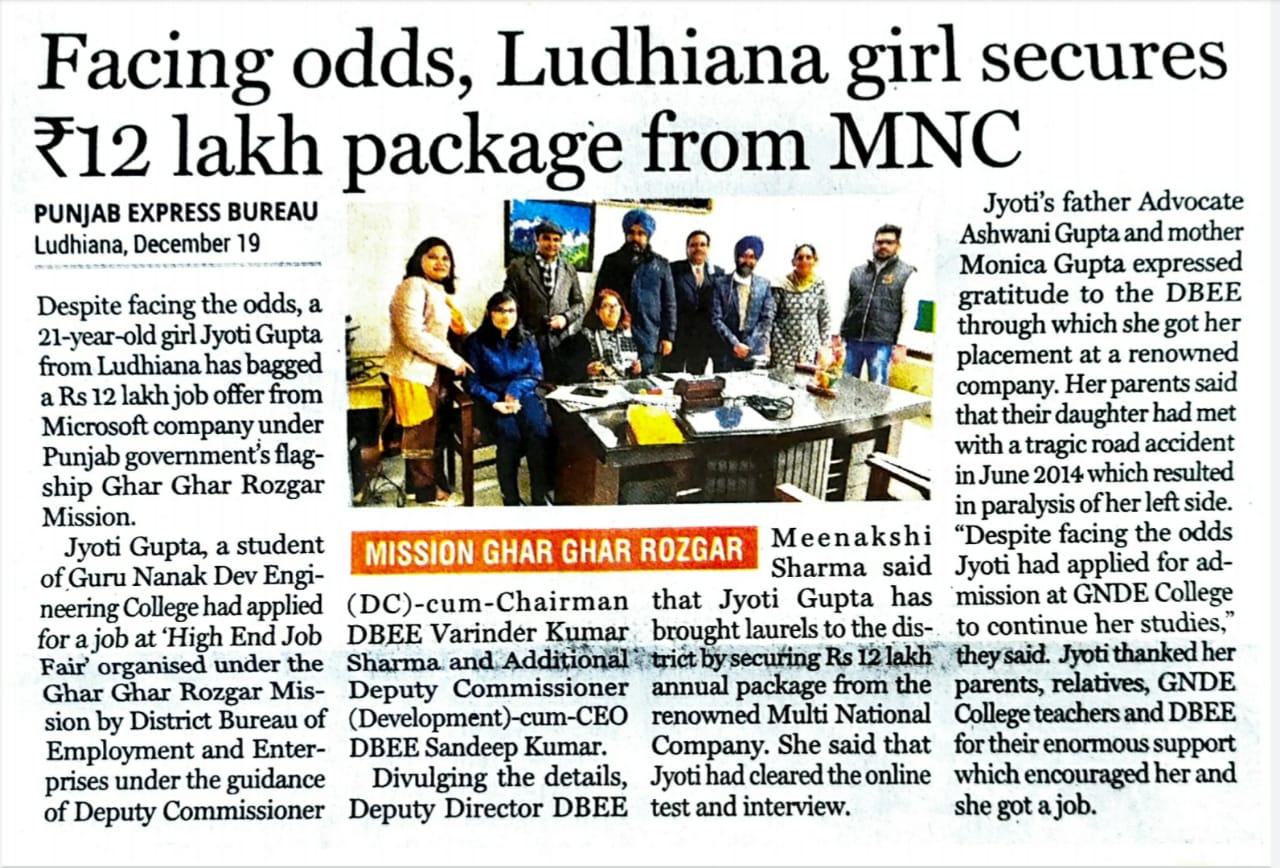 Facing odds, Ludhiana girl secures
₹12 lakh package from MNC
PUNJAB EXPRESS BUREAU
Ludhiana, December 19
Despite facing the odds, a
21-year-old girl Jyoti Gupta
from Ludhiana has bagged
a Rs 12 lakh job offer from
Microsoft company under
Punjab government's flag-
ship Ghar Ghar Rozgar
Mission.
Jyoti Gupta, a student
of Guru Nanak Dev Engi-
neering College had applied
for a job at 'High End Job
Fair' organised under the
Ghar Ghar Rozgar Mis-
sion by District Bureau of
Employment and Enter-
prises under the guidance
of Deputy Commissioner
MISSION GHAR GHAR ROZGAR
(DC)-cum-Chairman
DBEE Varinder Kumar
Sharma and Additional
Deputy Commissioner
(Development)-cum-CEO
DBEE Sandeep Kumar.
Divulging the details,
Deputy Director DBEE
Meenakshi
Sharma said
that Jyoti Gupta has
brought laurels to the dis-
trict by securing Rs 12 lakh
annual package from the
renowned Multi National
Company. She said that
Jyoti had cleared the online
test and interview.
Jyoti's father Advocate
Ashwani Gupta and mother
Monica Gupta expressed
gratitude to the DBEE
through which she got her
placement at a renowned
company. Her parents said
that their daughter had met
with a tragic road accident
in June 2014 which resulted
in paralysis of her left side.
"Despite facing the odds
Jyoti had applied for ad-
mission at GNDE College
to continue her studies,"
they said. Jyoti thanked her
parents, relatives, GNDE
College teachers and DBEE
for their enormous support
which encouraged her and
she got a job.